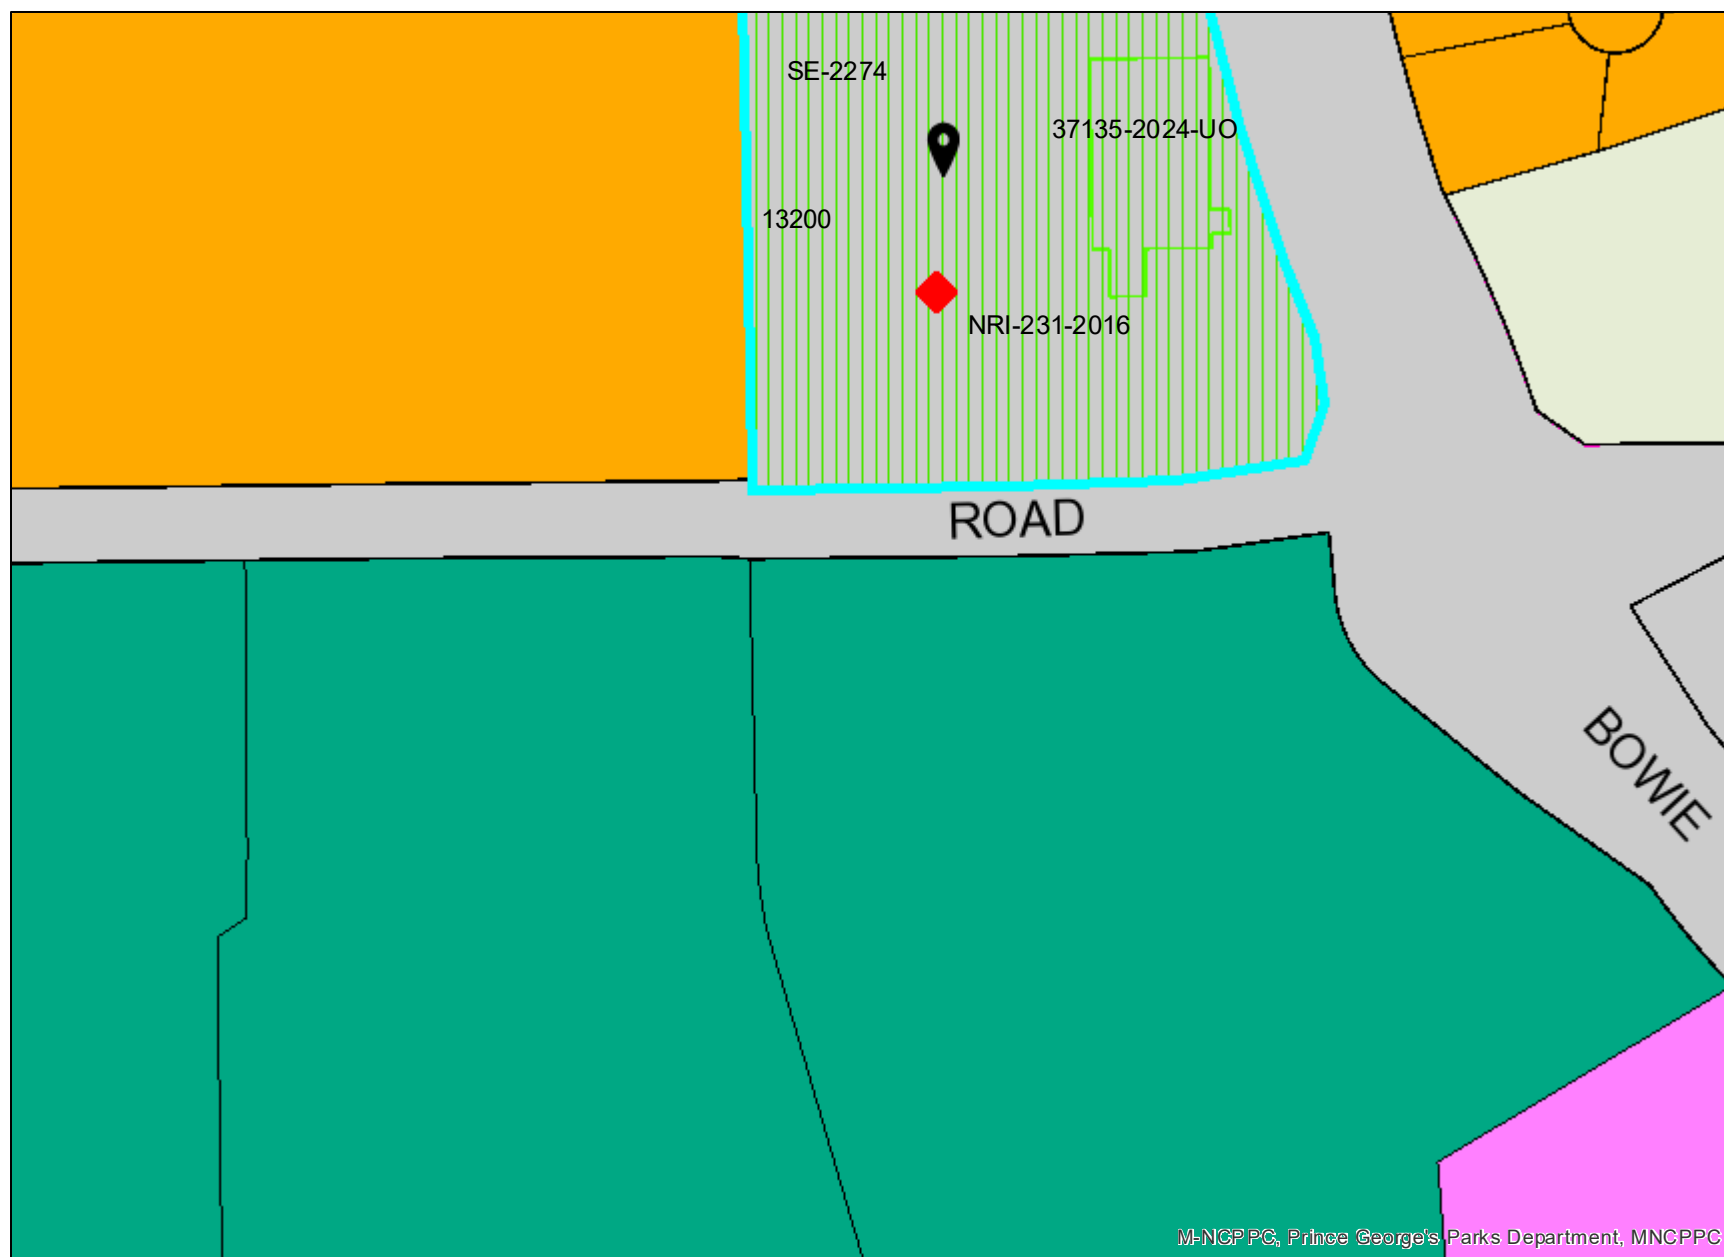 SE-2274
37135-2024-UO
13200
NRI-231-2016
ROAD
BOWIE
M-NCPPC, Prince George's Parks Department, MNCPPC